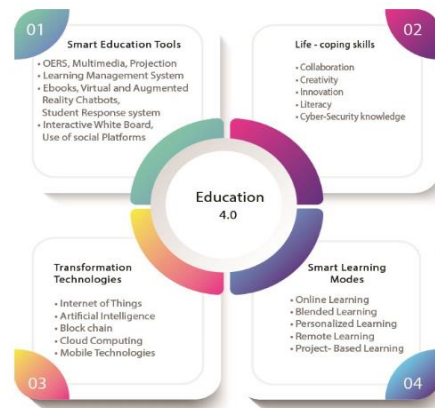 01
Smart Education Tools
• OERS, Multimedia, Projection
• Learning Management System
• Ebooks, Virtual and Augmented
Reality Chatbots,
Student Response system
• Interactive White Board,
Use of social Platforms
02
Life - coping skills
• Collaboration
• Creativity
• Innovation
• Literacy
• Cyber-Security knowledge
Education
4.0
Transformation
Technologies
• Internet of Things
• Artificial Intelligence
• Block chain
• Cloud Computing
• Mobile Technologies
03
Smart Learning
Modes
• Online Learning
• Blended Learning
• Personalized Learning
• Remote Learning
• Project- Based Learning
04